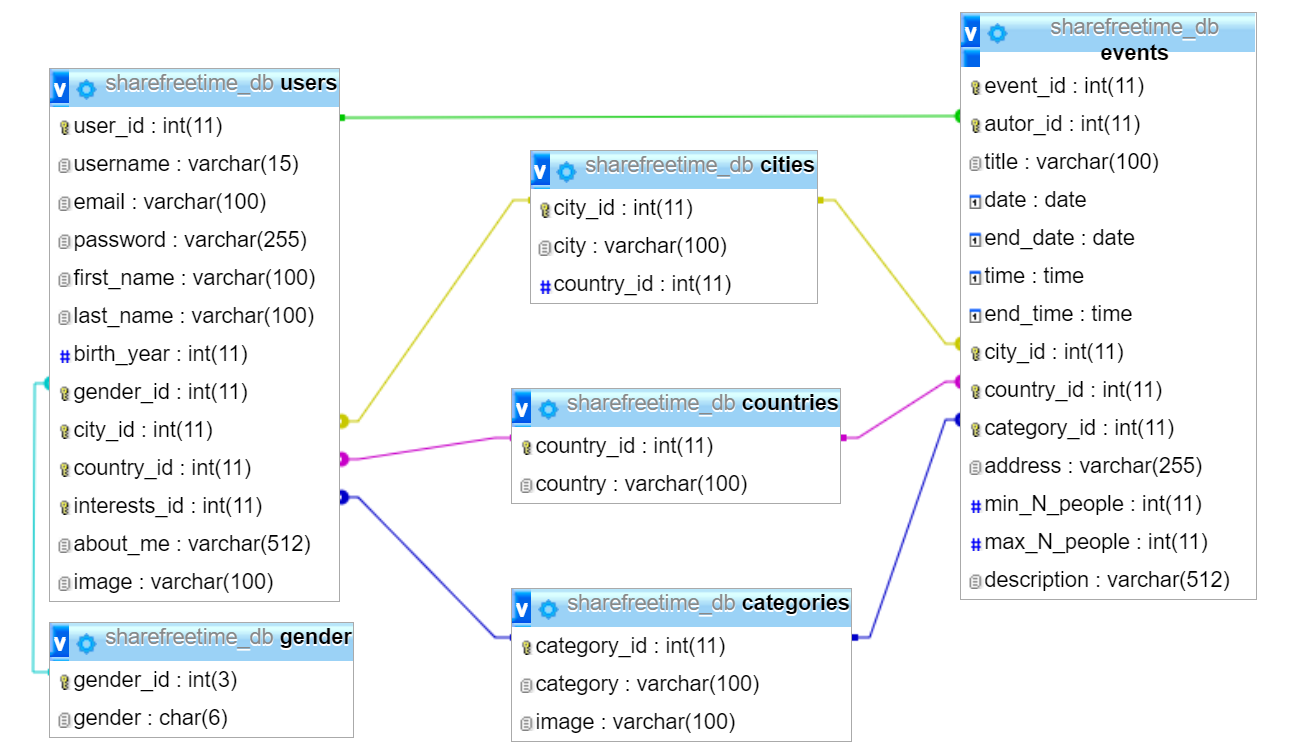 sharefreetime_db users
user_id : int(11)
username : varchar(15)
email : varchar(100)
password : varchar(255)
first_name : varchar(100)
last_name : varchar(100)
birth_year : int(11)
gender_id : int(11)
city_id : int(11)
country_id : int(11)
interests_id : int(11)
about_me : varchar(512)
image : varchar(100)
sharefreetime_db gender
gender_id : int(3)
gender : char(6)
sharefreetime_db cities
city_id : int(11)
city : varchar(100)
country_id : int(11)
sharefreetime_db countries
country_id : int(11)
country : varchar(100)
sharefreetime_db categories
category_id : int(11)
category : varchar(100)
image : varchar(100)
sharefreetime_db
events
event_id : int(11)
autor_id : int(11)
title : varchar(100)
date : date
end_date : date
time : time
end_time : time
city_id : int(11)
country_id : int(11)
category_id : int(11)
address : varchar(255)
min_N_people : int(11)
max_N_people : int(11)
description : varchar(512)